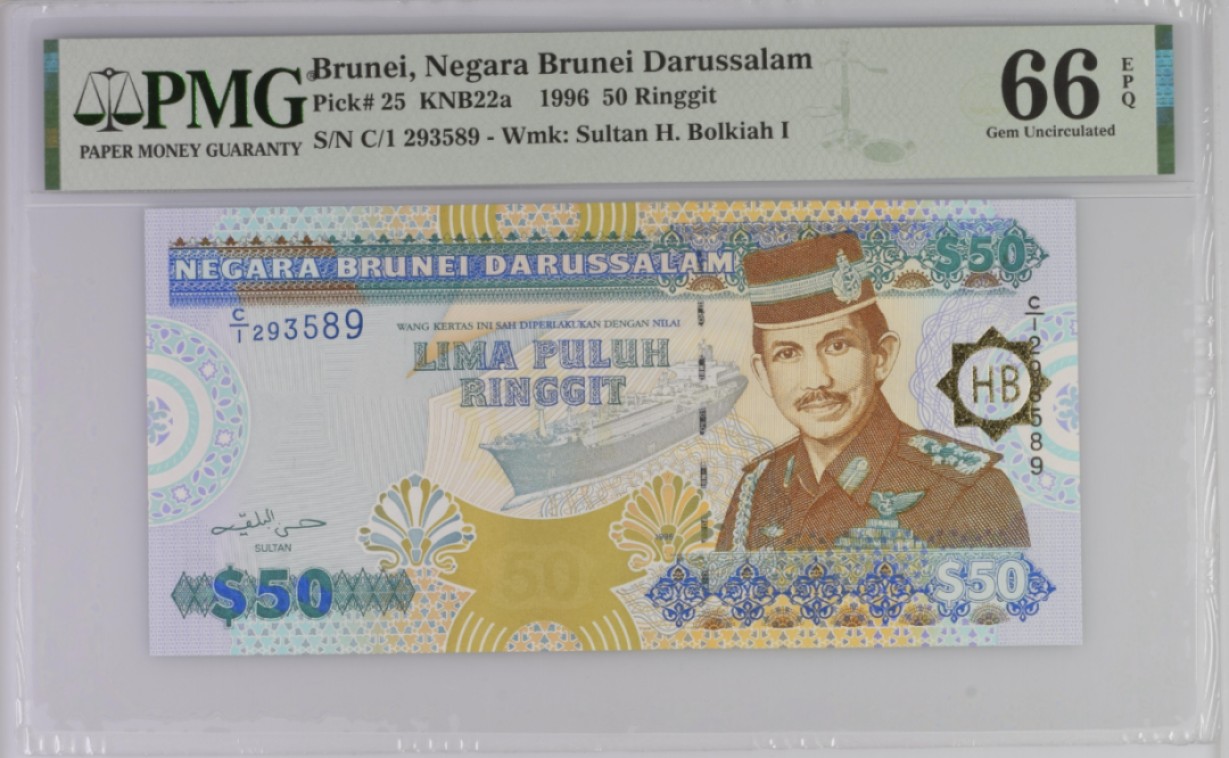 PMG
PAPER MONEY GUARANTY
Brunei, Negara Brunei Darussalam
Pick# 25 KNB22a 1996 50 Ringgit
S/N C/1 293589 - Wmk: Sultan H. Bolkiah I
66
EPQ
Gem Uncirculated
NEGARA BRUNEI DARUSSALAM
$50
C/1 293589
WANG KERTAS INI SAH DIPERLAKUKAN DENGAN NILAI
LIMA PULUH
RINGGIT
C/1 293589
HB
SULTAN
$50
50
$50